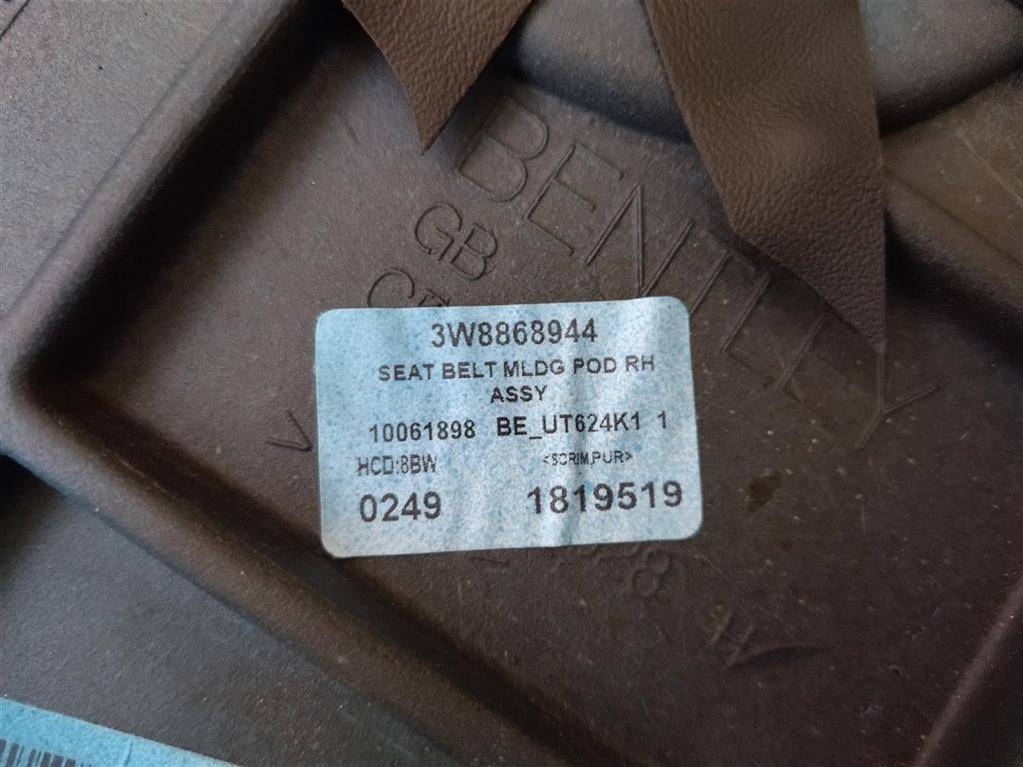 BENTLEY
GB
3W8868944
SEAT BELT MLDG POD RH
ASSY
10061898 BE_UT624K1 1
HCD:8BW <SCRIM,PUR>
0249 1819519